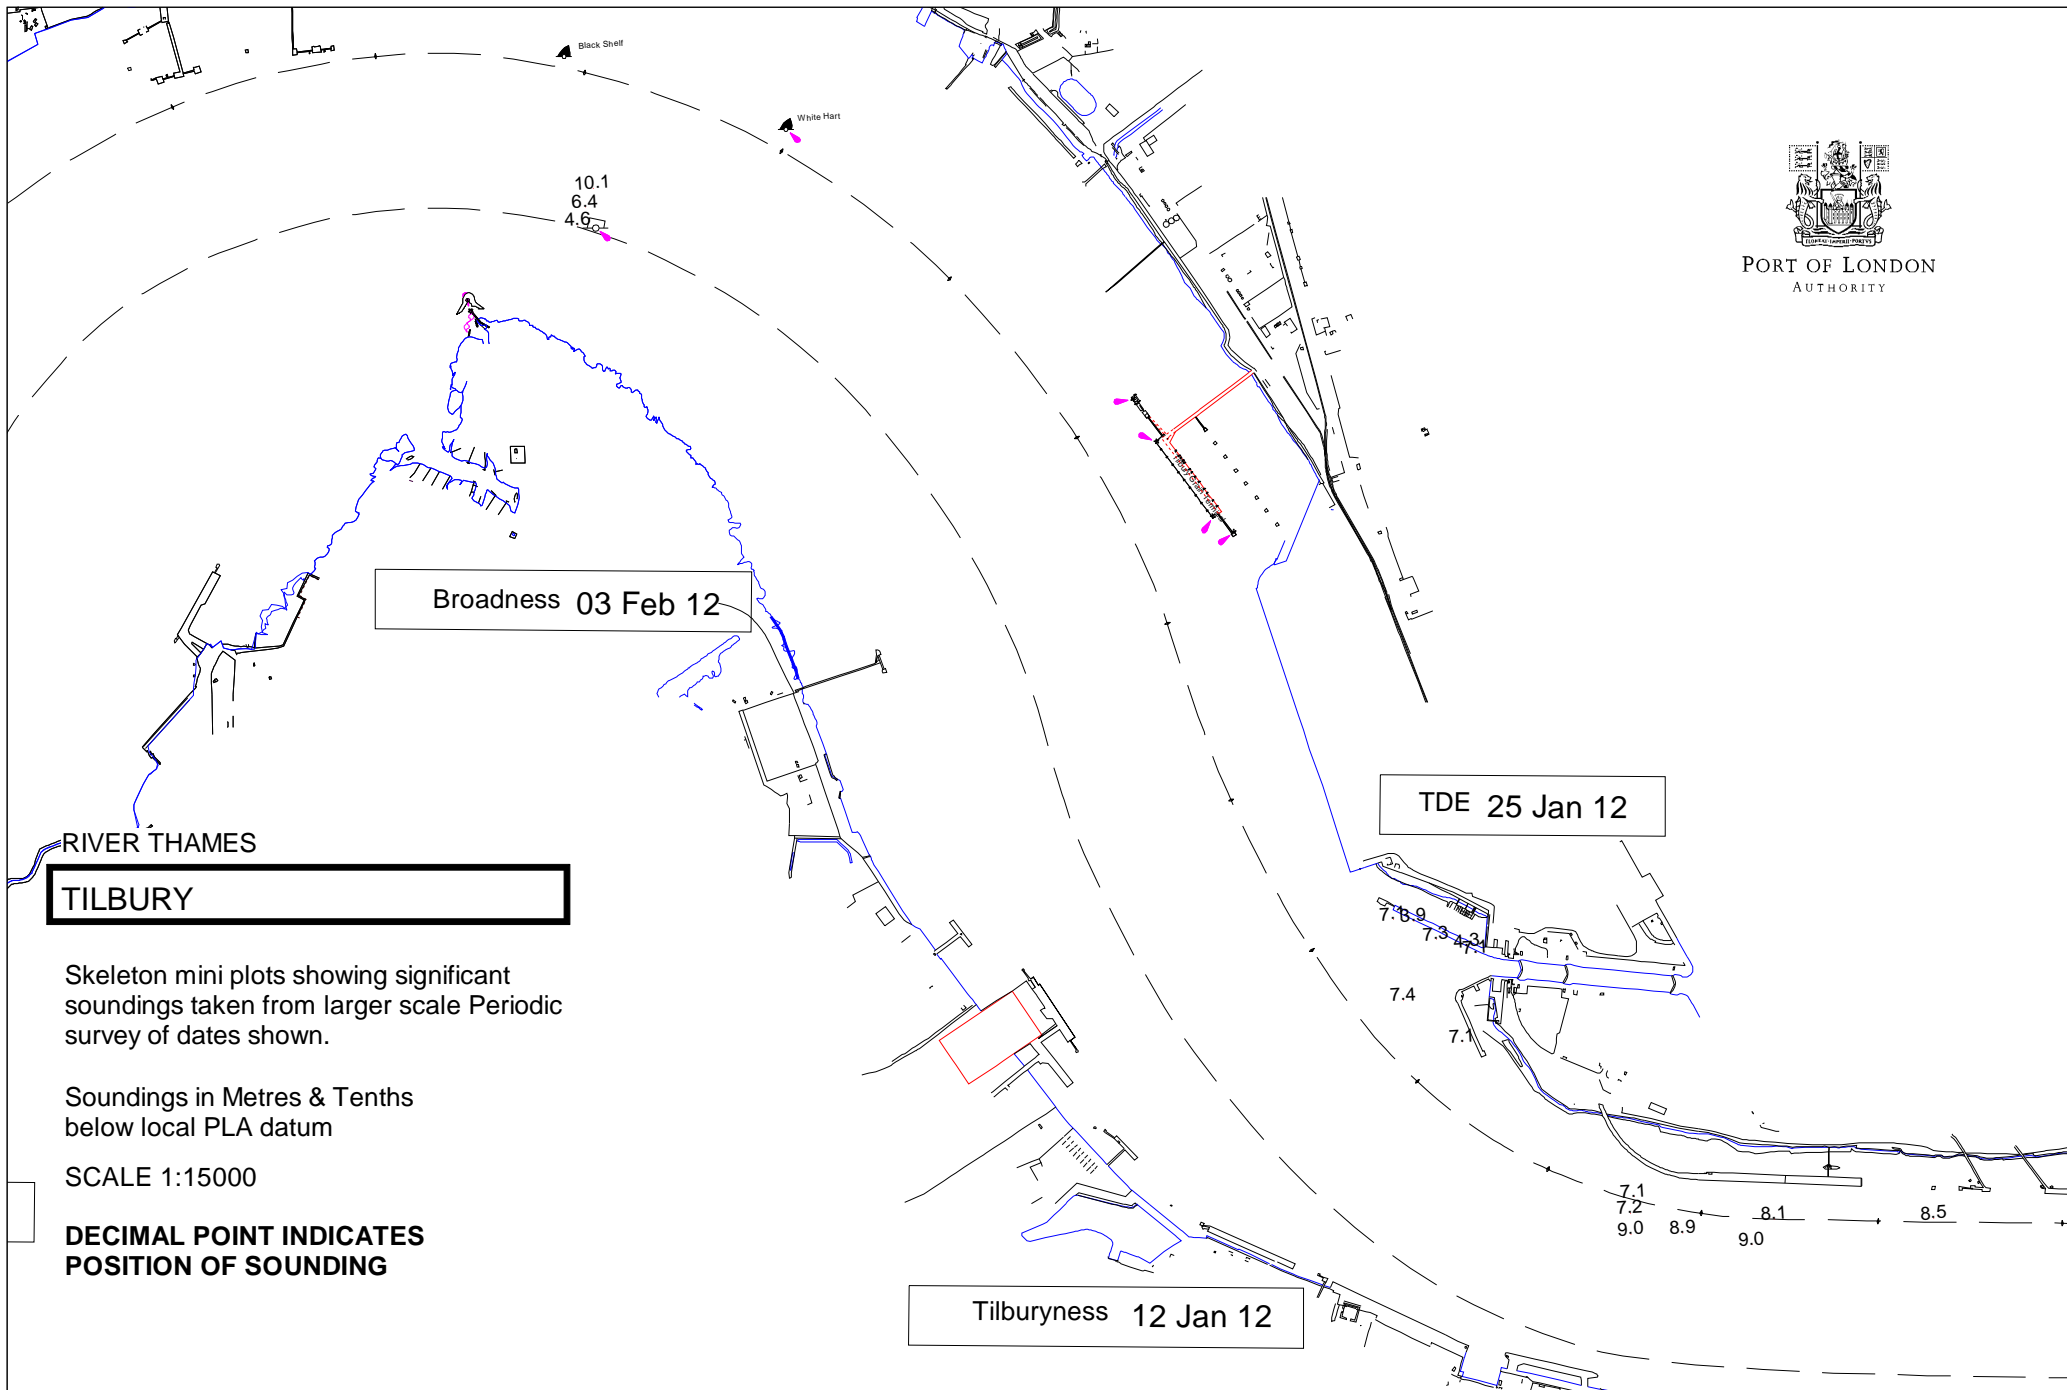 Black Shelf
White Hart
10.1
6.4
4.6
PORT OF LONDON
AUTHORITY
Broadness 03 Feb 12
TDE 25 Jan 12
RIVER THAMES
TILBURY
7.3
7.4
7.1
Skeleton mini plots showing significant
soundings taken from larger scale Periodic
survey of dates shown.
Soundings in Metres & Tenths
below local PLA datum
SCALE 1:15000
DECIMAL POINT INDICATES
POSITION OF SOUNDING
7.1
7.2
9.0 8.9 9.0
8.1 8.5
Tilburyness 12 Jan 12